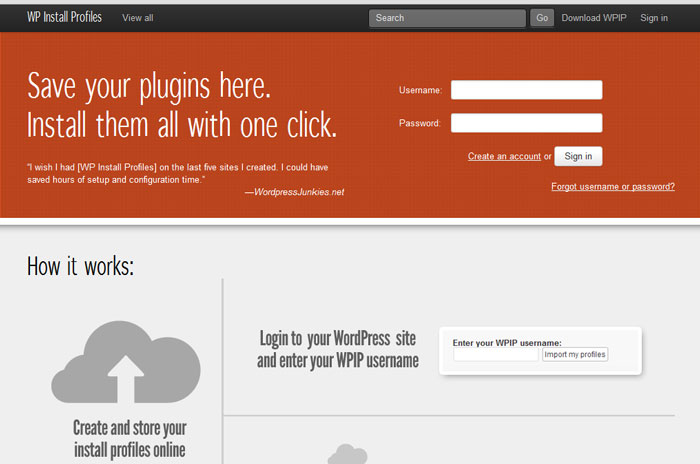 WP Install Profiles View all Search Go Download WPIP Sign in
Save your plugins here.
Install them all with one click.
"I wish I had [WP Install Profiles] on the last five sites I created. I could have
saved hours of setup and configuration time."
—WordpressJunkies.net
Username:
Password:
Create an account or Sign in
Forgot username or password?
How it works:
Create and store your
install profiles online
Login to your WordPress site
and enter your WPIP username
Enter your WPIP username:
Import my profiles